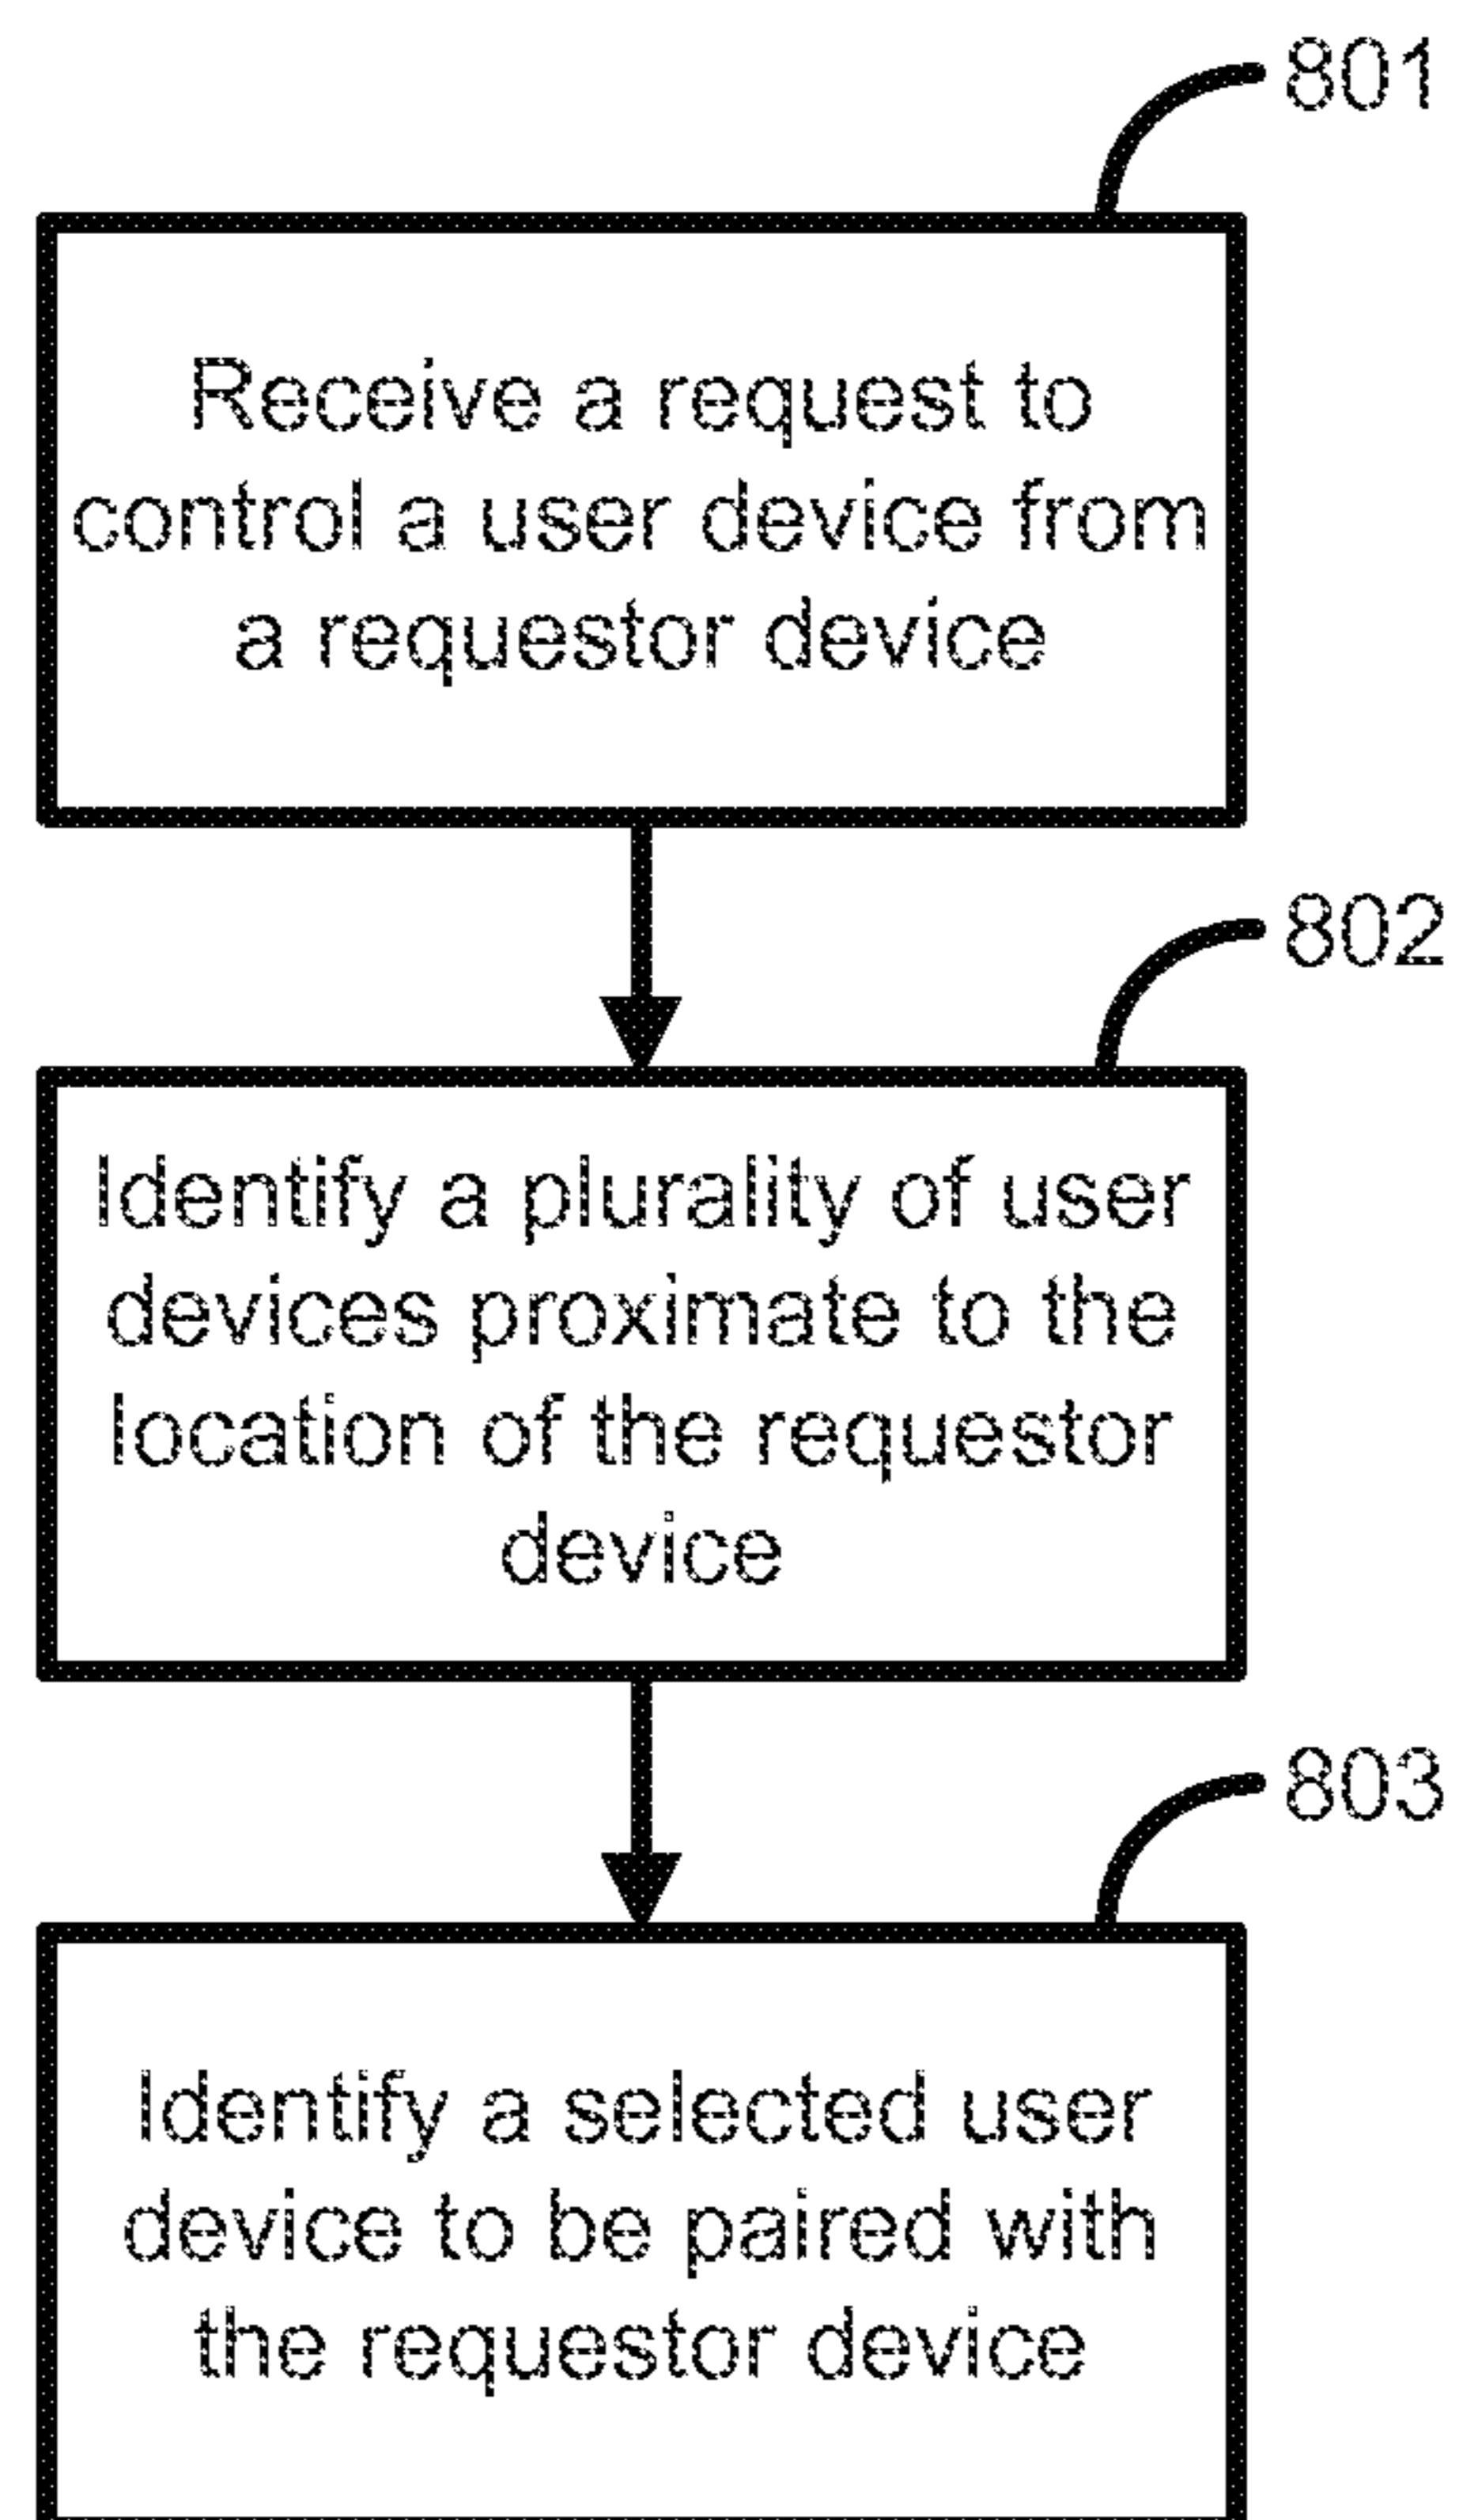 801
Receive a request to
control a user device from
a requestor device
802
Identify a plurality of user
devices proximate to the
location of the requestor
device
803
Identify a selected user
device to be paired with
the requestor device